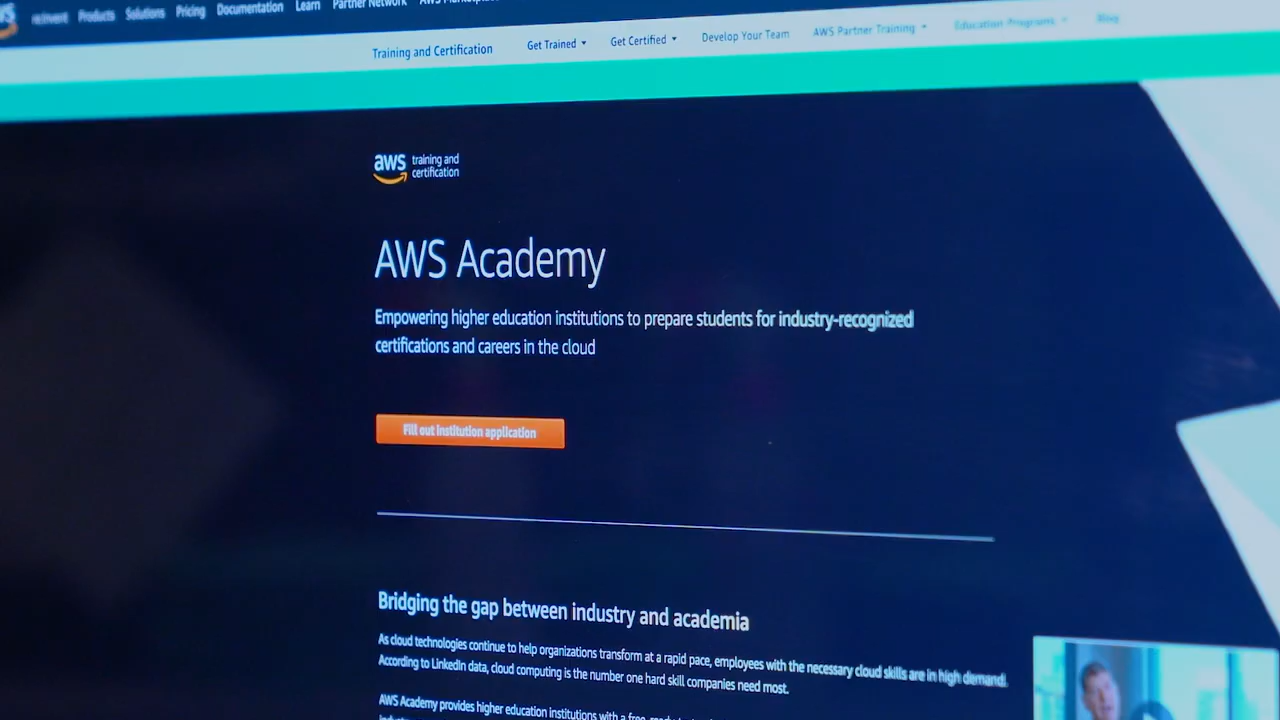 re:Invent Products Solutions Pricing Documentation Learn Partner Network
Training and Certification Get Trained Get Certified Develop Your Team AWS Partner Training Education Programs Blog
aws training and
certification
AWS Academy
Empowering higher education institutions to prepare students for industry-recognized
certifications and careers in the cloud
Fill out institution application
Bridging the gap between industry and academia
As cloud technologies continue to help organizations transform at a rapid pace, employees with the necessary cloud skills are in high demand.
According to LinkedIn data, cloud computing is the number one hard skill companies need most.
AWS Academy provides higher education institutions with a free,